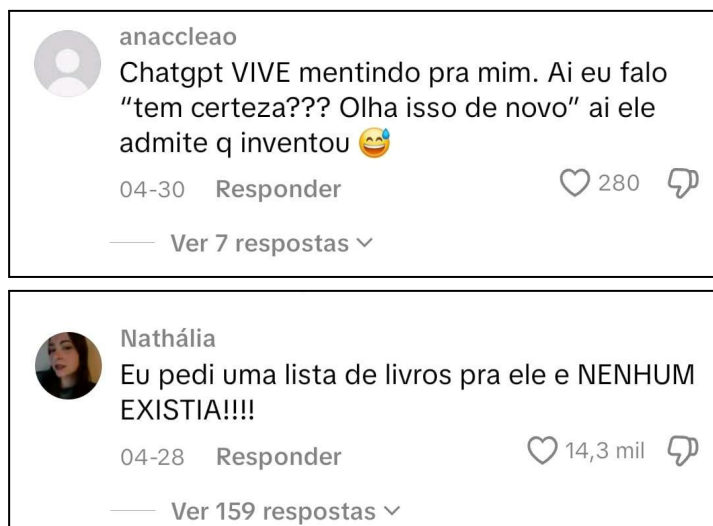 anaccleao
Chatgpt VIVE mentindo pra mim. Ai eu falo
“tem certeza??? Olha isso de novo” ai ele
admite q inventou 😅
04-30 Responder 280
Ver 7 respostas
Nathália
Eu pedi uma lista de livros pra ele e NENHUM
EXISTIA!!!!
04-28 Responder 14,3 mil
Ver 159 respostas